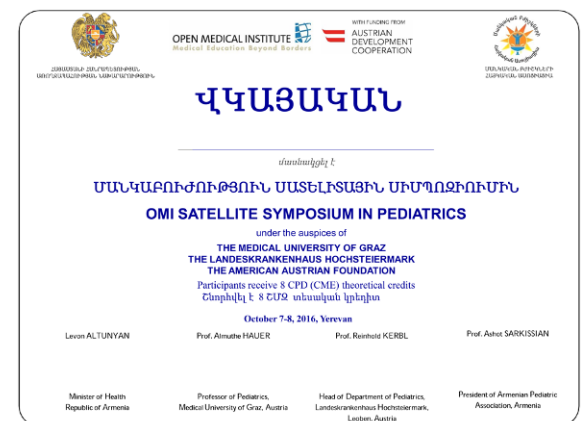 OPEN MEDICAL INSTITUTE
Medical Education Beyond Borders
WITH FUNDING FROM
AUSTRIAN
DEVELOPMENT
COOPERATION
ՀԱՅԱՍՏԱՆԻ ՀԱՆՐԱՊԵՏՈՒԹՅԱՆ
ԱՌՈՂՋԱՊԱՀՈՒԹՅԱՆ ՆԱԽԱՐԱՐՈՒԹՅՈՒՆ
ՎԿԱՅԱԿԱՆ
մասնակցել է
ՄԱՆԿԱԲՈՒԺՈՒԹՅՈՒՆ ՍԱՏԵԼԻՏԱՅԻՆ ՍԻՄՊՈԶԻՈՒՄԻՆ
OMI SATELLITE SYMPOSIUM IN PEDIATRICS
under the auspices of
THE MEDICAL UNIVERSITY OF GRAZ
THE LANDESKRANKENHAUS HOCHSTEIERMARK
THE AMERICAN AUSTRIAN FOUNDATION
Participants receive 8 CPD (CME) theoretical credits
Շնորհվել է 8 ՇՄԶ տեսական կրեդիտ
October 7-8, 2016, Yerevan
Levon ALTUNYAN Prof. Almuthe HAUER Prof. Reinhold KERBL Prof. Ashot SARKISSIAN
Minister of Health Professor of Pediatrics, Head of Department of Pediatrics, President of Armenian Pediatric
Republic of Armenia Medical University of Graz, Austria Landeskrankenhaus Hochsteiermark, Association, Armenia
Leoben, Austria